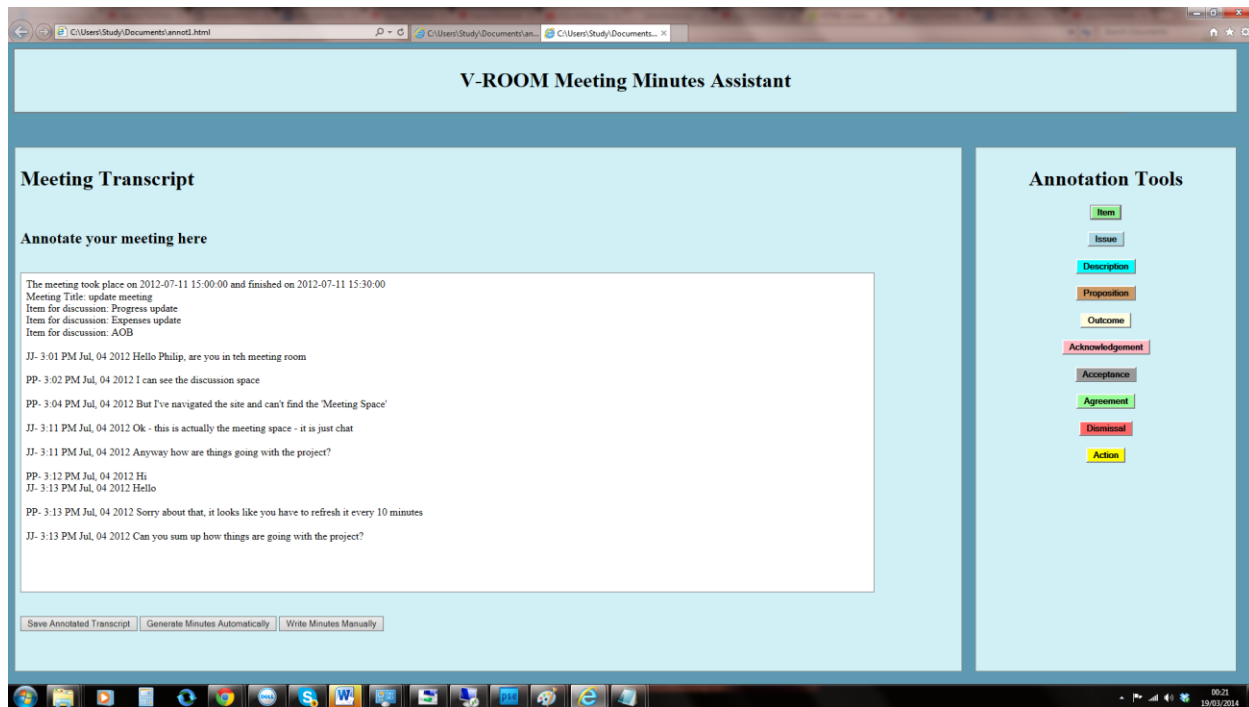 C:\Users\Study\Documents\annot1.html
C:\Users\Study\Documents\an...
C:\Users\Study\Documents...
V-ROOM Meeting Minutes Assistant
Meeting Transcript
Annotate your meeting here
The meeting took place on 2012-07-11 15:00:00 and finished on 2012-07-11 15:30:00
Meeting Title: update meeting
Item for discussion: Progress update
Item for discussion: Expenses update
Item for discussion: AOB
JJ- 3:01 PM Jul, 04 2012 Hello Philip, are you in teh meeting room
PP- 3:02 PM Jul, 04 2012 I can see the discussion space
PP- 3:04 PM Jul, 04 2012 But I've navigated the site and can't find the 'Meeting Space'
JJ- 3:11 PM Jul, 04 2012 Ok - this is actually the meeting space - it is just chat
JJ- 3:11 PM Jul, 04 2012 Anyway how are things going with the project?
PP- 3:12 PM Jul, 04 2012 Hi
JJ- 3:13 PM Jul, 04 2012 Hello
PP- 3:13 PM Jul, 04 2012 Sorry about that, it looks like you have to refresh it every 10 minutes
JJ- 3:13 PM Jul, 04 2012 Can you sum up how things are going with the project?
Save Annotated Transcript
Generate Minutes Automatically
Write Minutes Manually
Annotation Tools
Item
Issue
Description
Proposition
Outcome
Acknowledgement
Acceptance
Agreement
Dismissal
Action
DELL
S
W
pse
00:21
19/03/2014